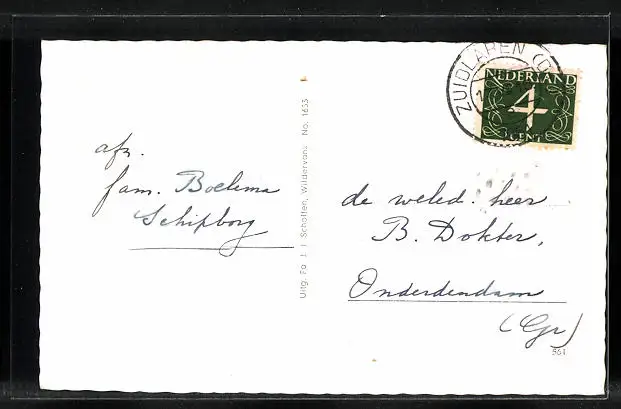 afz.
fam. Boelema
Schipborg
Uitg. Fa J. I. Scholten, Wildervank No. 1655
ZUIDLAREN (D
NEDERLAND
4
CENT
de weled. heer
B. Dokter,
Onderdendam
(Gr)
561